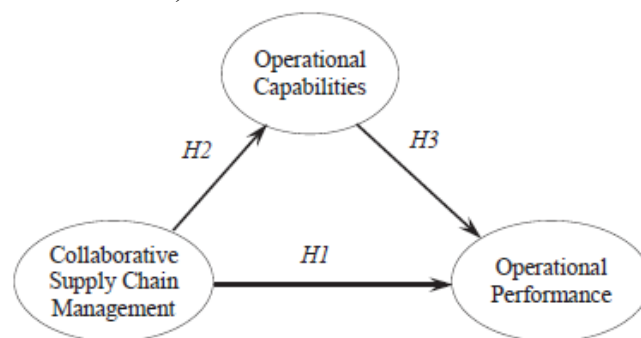 Operational
Capabilities
H2
H3
Collaborative
Supply Chain
Management
H1
Operational
Performance